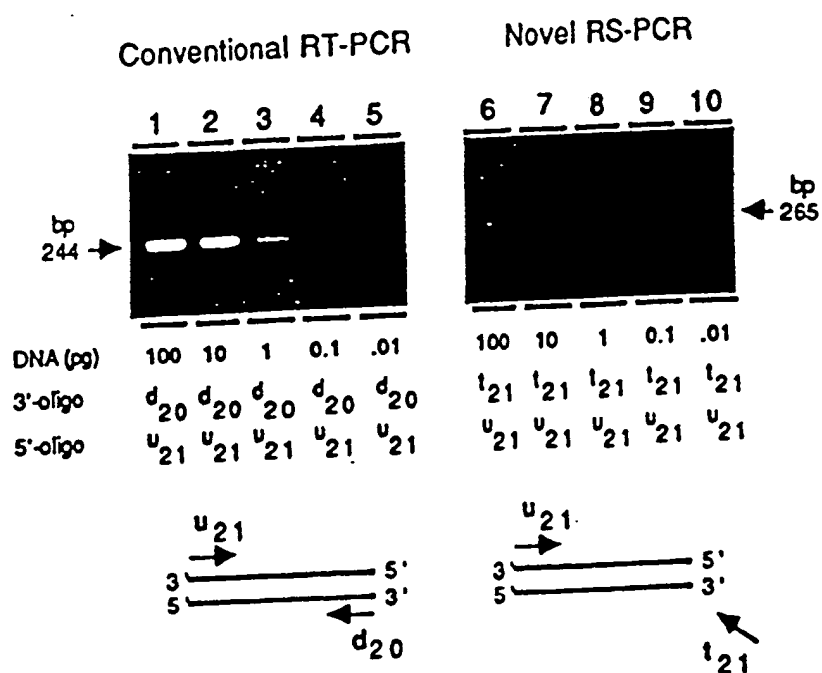 Conventional RT-PCR
Novel RS-PCR
1 2 3 4 5
6 7 8 9 10
bp
244
bp
265
DNA (pg) 100 10 1 0.1 .01
100 10 1 0.1 .01
3'-oligo d20 d20 d20 d20 d20
t21 t21 t21 t21 t21
5'-oligo u21 u21 u21 u21 u21
u21 u21 u21 u21 u21
u21
u21
3' 5'
5' 3'
d20
3' 5'
5' 3'
t21